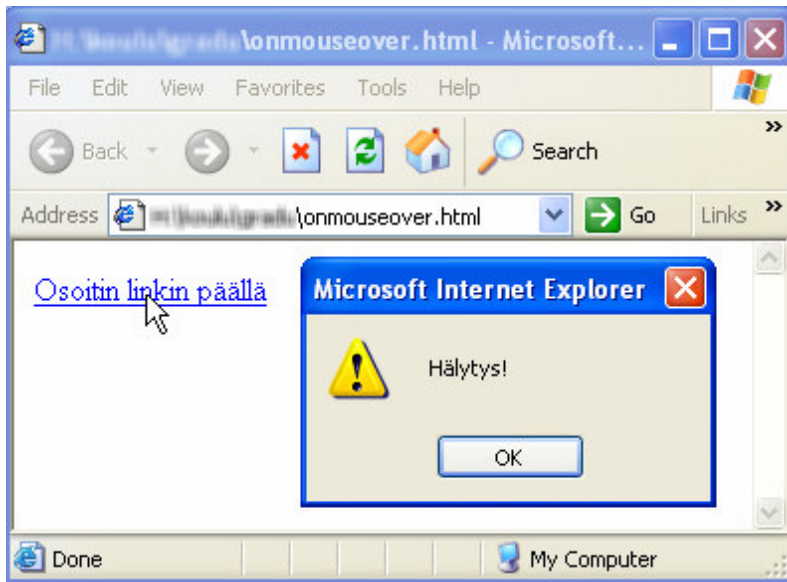 \onmouseover.html - Microsoft...
File Edit View Favorites Tools Help
Back Search »
Address \onmouseover.html Go Links »
Osoitin linkin päällä
Microsoft Internet Explorer
Hälytys!
OK
Done My Computer